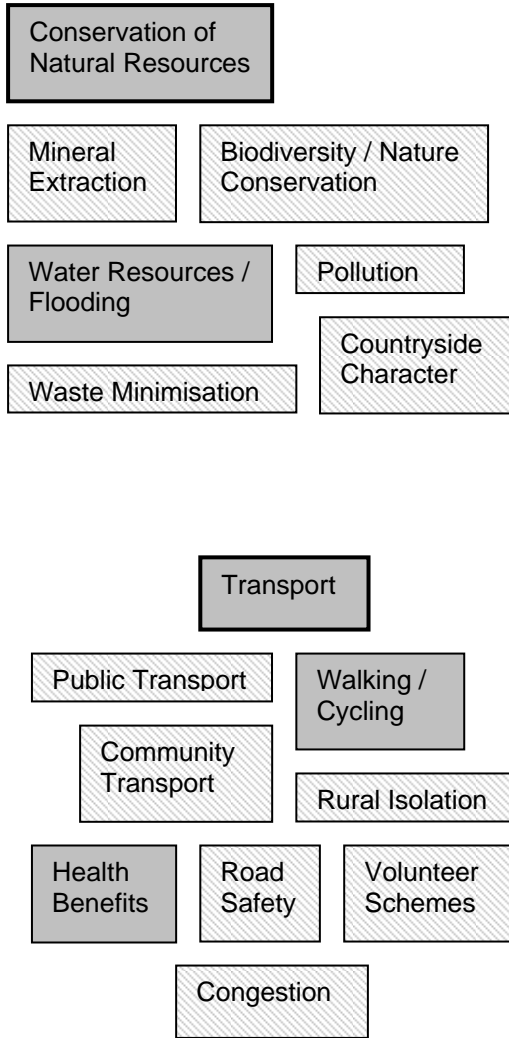 Conservation of
Natural Resources
Mineral
Extraction
Biodiversity / Nature
Conservation
Water Resources /
Flooding
Pollution
Countryside
Character
Waste Minimisation
Transport
Public Transport
Walking /
Cycling
Community
Transport
Rural Isolation
Health
Benefits
Road
Safety
Volunteer
Schemes
Congestion